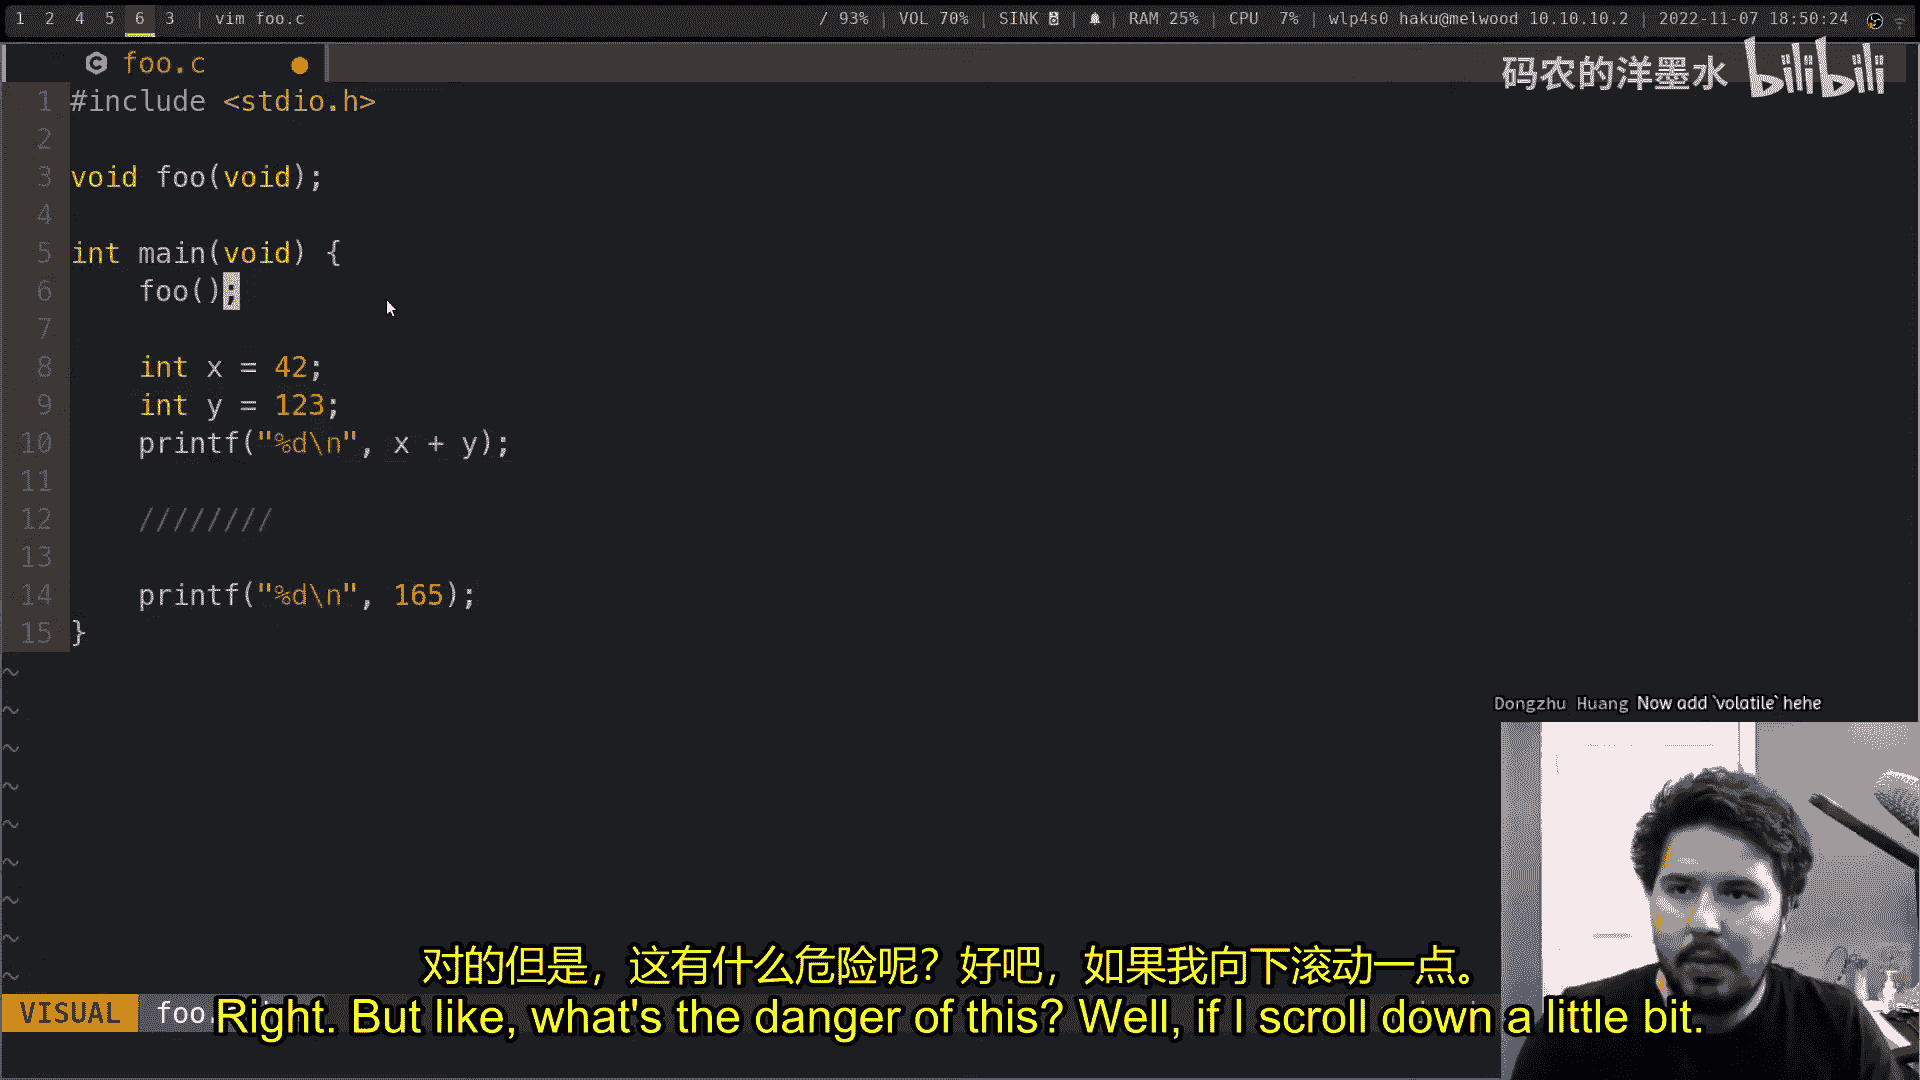 1 2 4 5 6 3 | vim foo.c / 93% | VOL 70% | SINK | | RAM 25% | CPU 7% | wlp4s0 haku@melwood 10.10.10.2 | 2022-11-07 18:50:24
foo.c
码农的洋墨水 bilibili
1 #include <stdio.h>
2
3 void foo(void);
4
5 int main(void) {
6     foo();
7
8     int x = 42;
9     int y = 123;
10     printf("%d\n", x + y);
11
12     ////////
13
14     printf("%d\n", 165);
15 }
~
~
~
~
~
~
~
~
~
Dongzhu Huang Now add `volatile` hehe
对的但是，这有什么危险呢？好吧，如果我向下滚动一点。
VISUAL foo.
Right. But like, what's the danger of this? Well, if I scroll down a little bit.